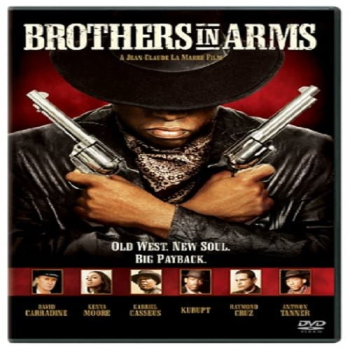 BROTHERS IN ARMS
A JEAN-CLAUDE LA MARRE FILM
OLD WEST. NEW SOUL.
BIG PAYBACK.
DAVID CARRADINE
KENYA MOORE
GABRIEL CASSEUS
KURUPT
RAYMOND CRUZ
ANTWON TANNER
DVD